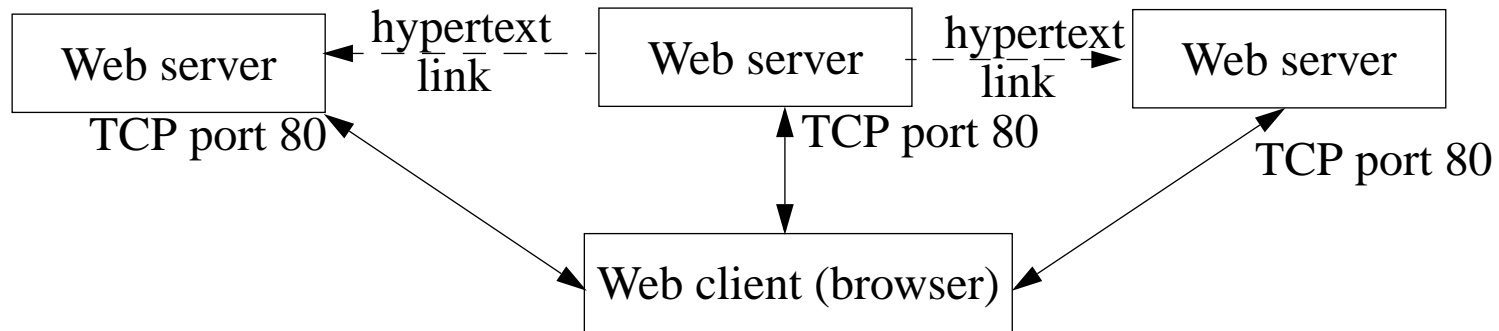 Web server
hypertext
link
Web server
hypertext
link
Web server
TCP port 80
TCP port 80
TCP port 80
Web client (browser)